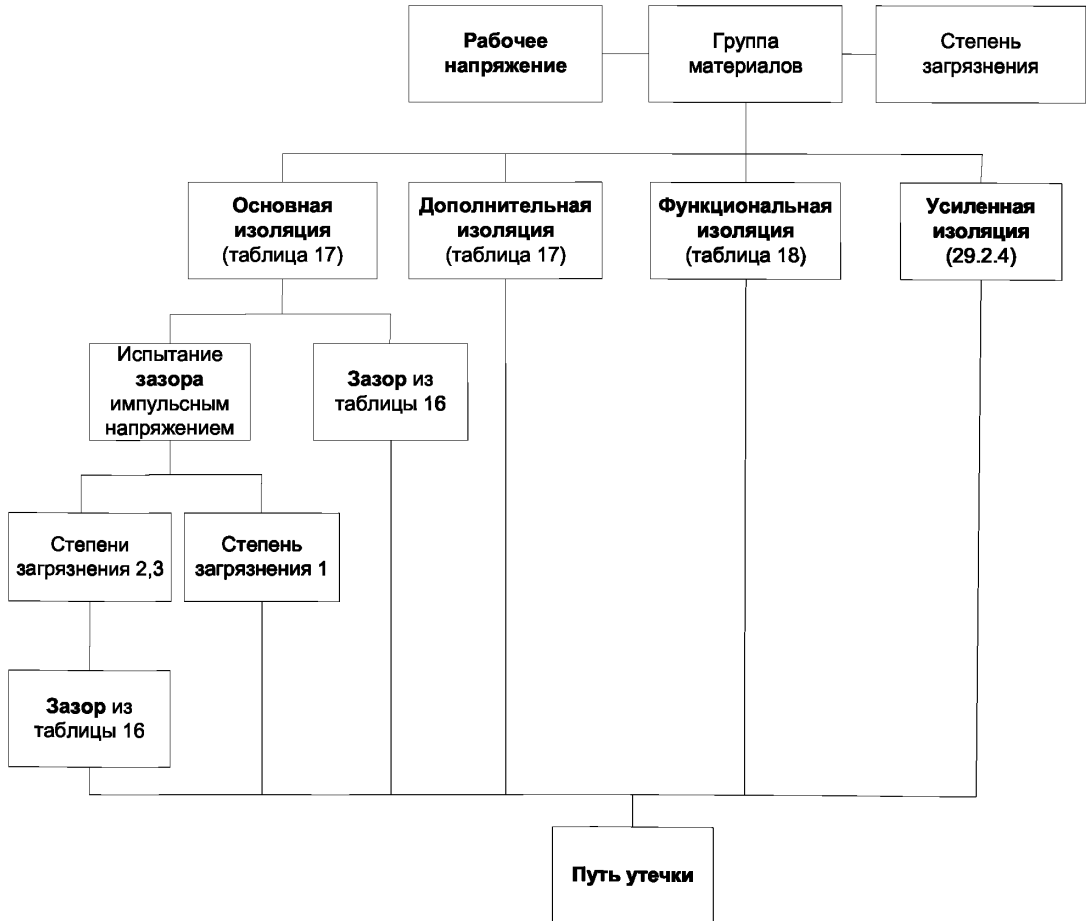 Рабочее
напряжение
Группа
материалов
Степень
загрязнения
Основная
изоляция
(таблица 17)
Дополнительная
изоляция
(таблица 17)
Функциональная
изоляция
(таблица 18)
Усиленная
изоляция
(29.2.4)
Испытание
зазора
импульсным
напряжением
Зазор из
таблицы 16
Степени
загрязнения 2,3
Степень
загрязнения 1
Зазор из
таблицы 16
Путь утечки